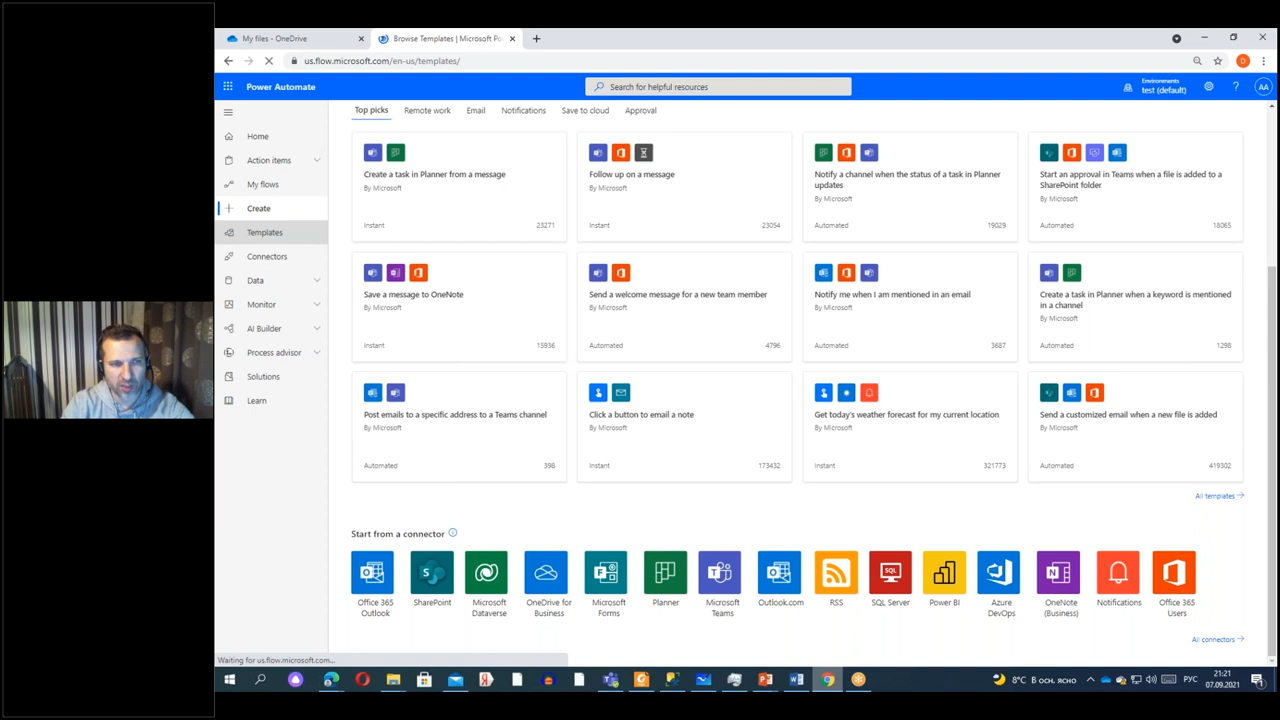 My files - OneDrive
Browse Templates | Microsoft Po
us.flow.microsoft.com/en-us/templates/
D
Power Automate
Search for helpful resources
Environments
test (default)
?
AA
Top picks
Remote work
Email
Notifications
Save to cloud
Approval
Home
Action items
My flows
Create
Templates
Connectors
Data
Monitor
AI Builder
Process advisor
Solutions
Learn
Create a task in Planner from a message
By Microsoft
Instant
23271
Follow up on a message
By Microsoft
Instant
23054
Notify a channel when the status of a task in Planner
updates
By Microsoft
Automated
19029
Start an approval in Teams when a file is added to a
SharePoint folder
By Microsoft
Automated
18065
Save a message to OneNote
By Microsoft
Instant
15936
Send a welcome message for a new team member
By Microsoft
Automated
4796
Notify me when I am mentioned in an email
By Microsoft
Automated
3687
Create a task in Planner when a keyword is mentioned
in a channel
By Microsoft
Automated
1298
Post emails to a specific address to a Teams channel
By Microsoft
Automated
398
Click a button to email a note
By Microsoft
Instant
173432
Get today's weather forecast for my current location
By Microsoft
Instant
321773
Send a customized email when a new file is added
By Microsoft
Automated
419302
All templates
Start from a connector
Office 365
Outlook
SharePoint
Microsoft
Dataverse
OneDrive for
Business
Microsoft
Forms
Planner
Microsoft
Teams
Outlook.com
RSS
SQL
SQL Server
Power BI
Azure
DevOps
OneNote
(Business)
Notifications
Office 365
Users
All connectors
Waiting for us.flow.microsoft.com...
8°C В осн. ясно
РУС
21:21
07.09.2021